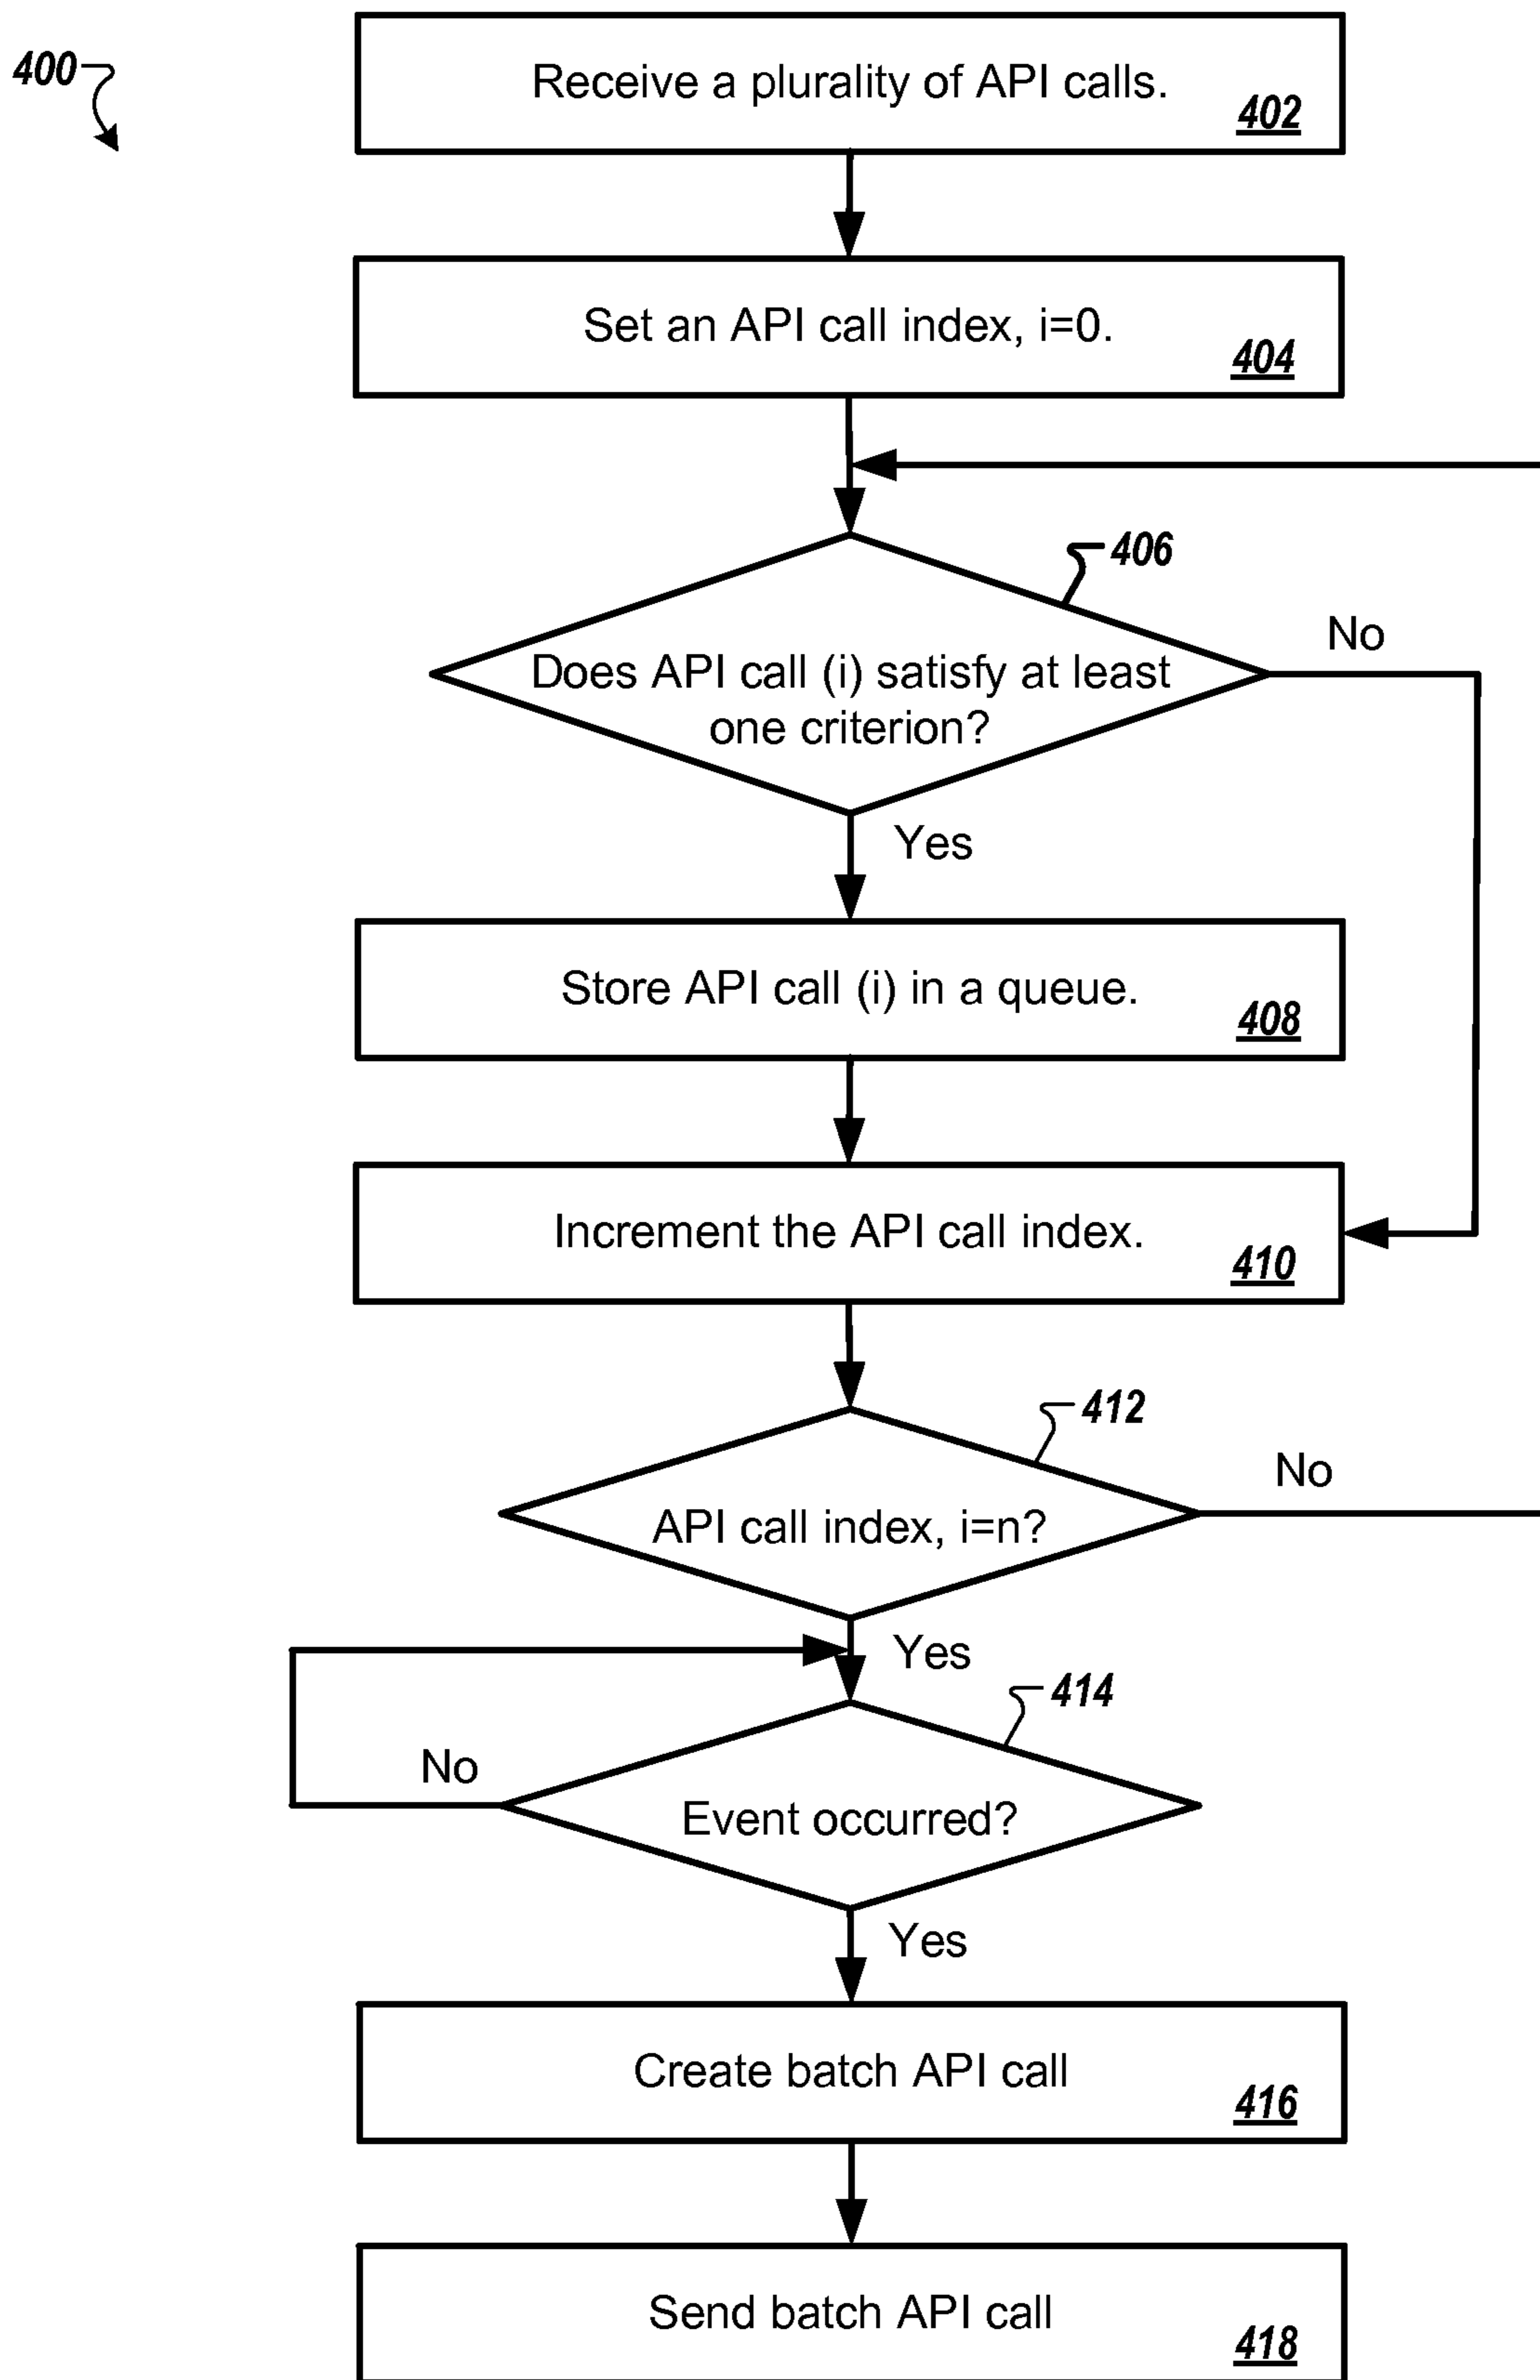 400
Receive a plurality of API calls.
402
Set an API call index, i=0.
404
406
No
Does API call (i) satisfy at least
one criterion?
Yes
Store API call (i) in a queue.
408
Increment the API call index.
410
412
No
API call index, i=n?
Yes
414
No
Event occurred?
Yes
Create batch API call
416
Send batch API call
418